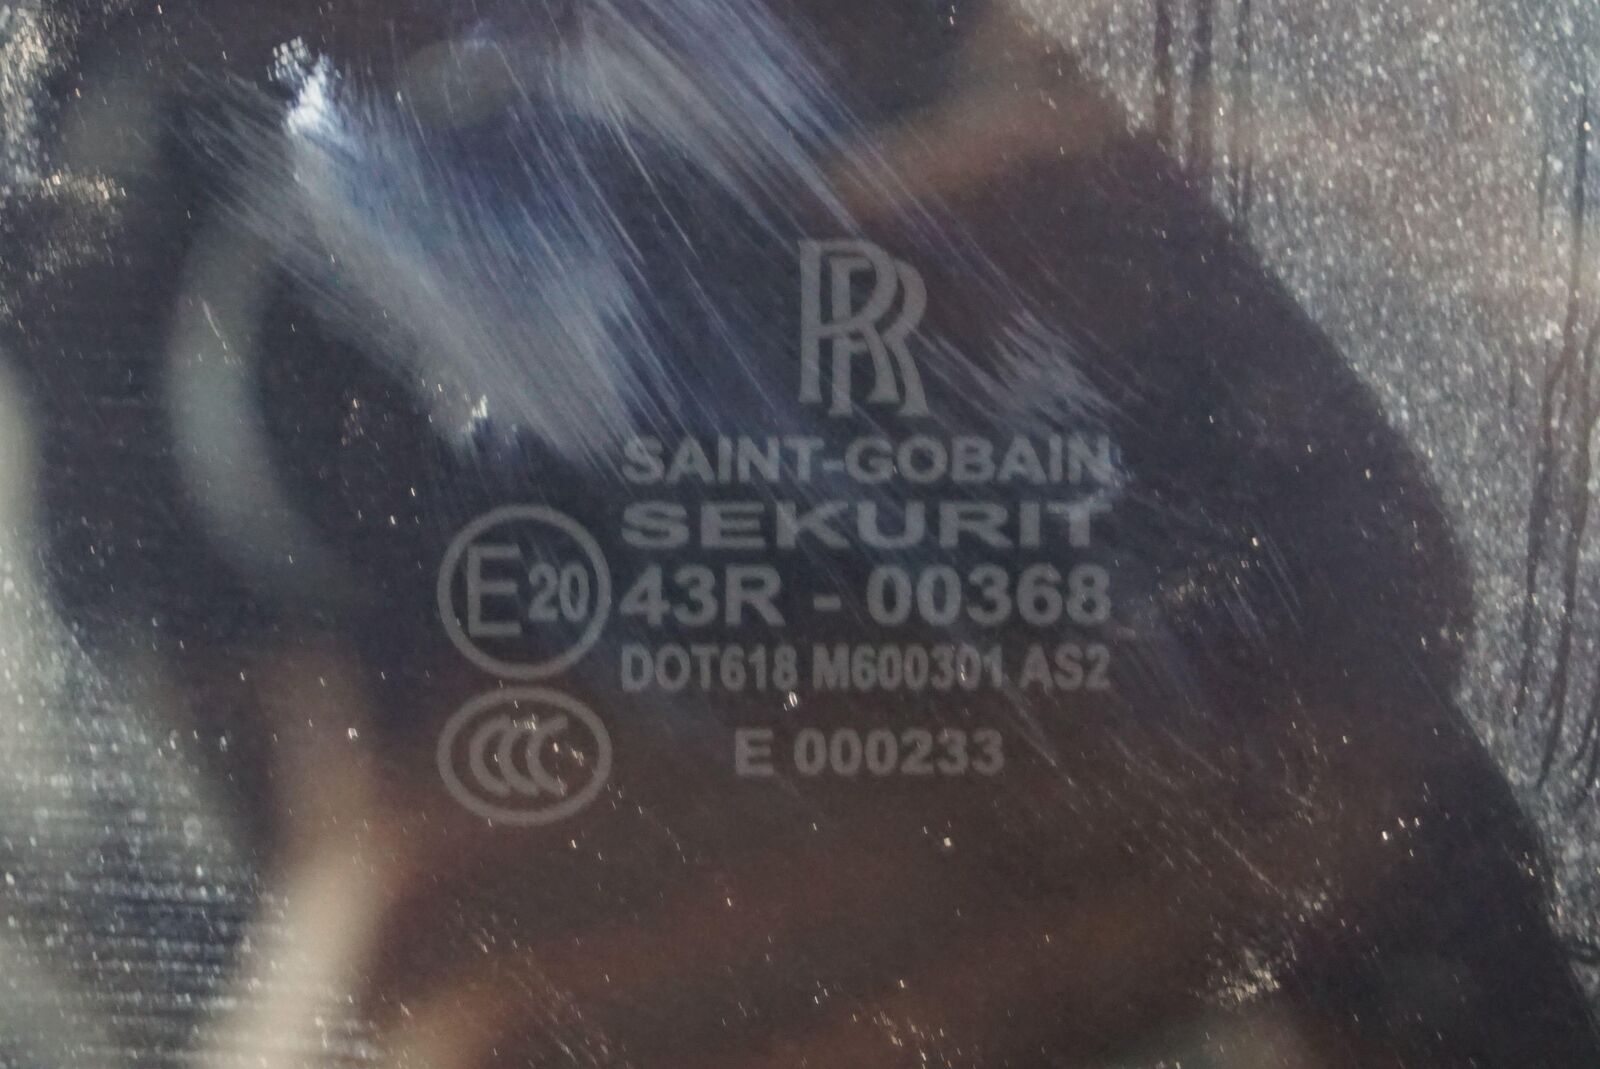 RR
SAINT-GOBAIN
SEKURIT
E20 43R - 00368
DOT618 M600301 AS2
CCC E 000233